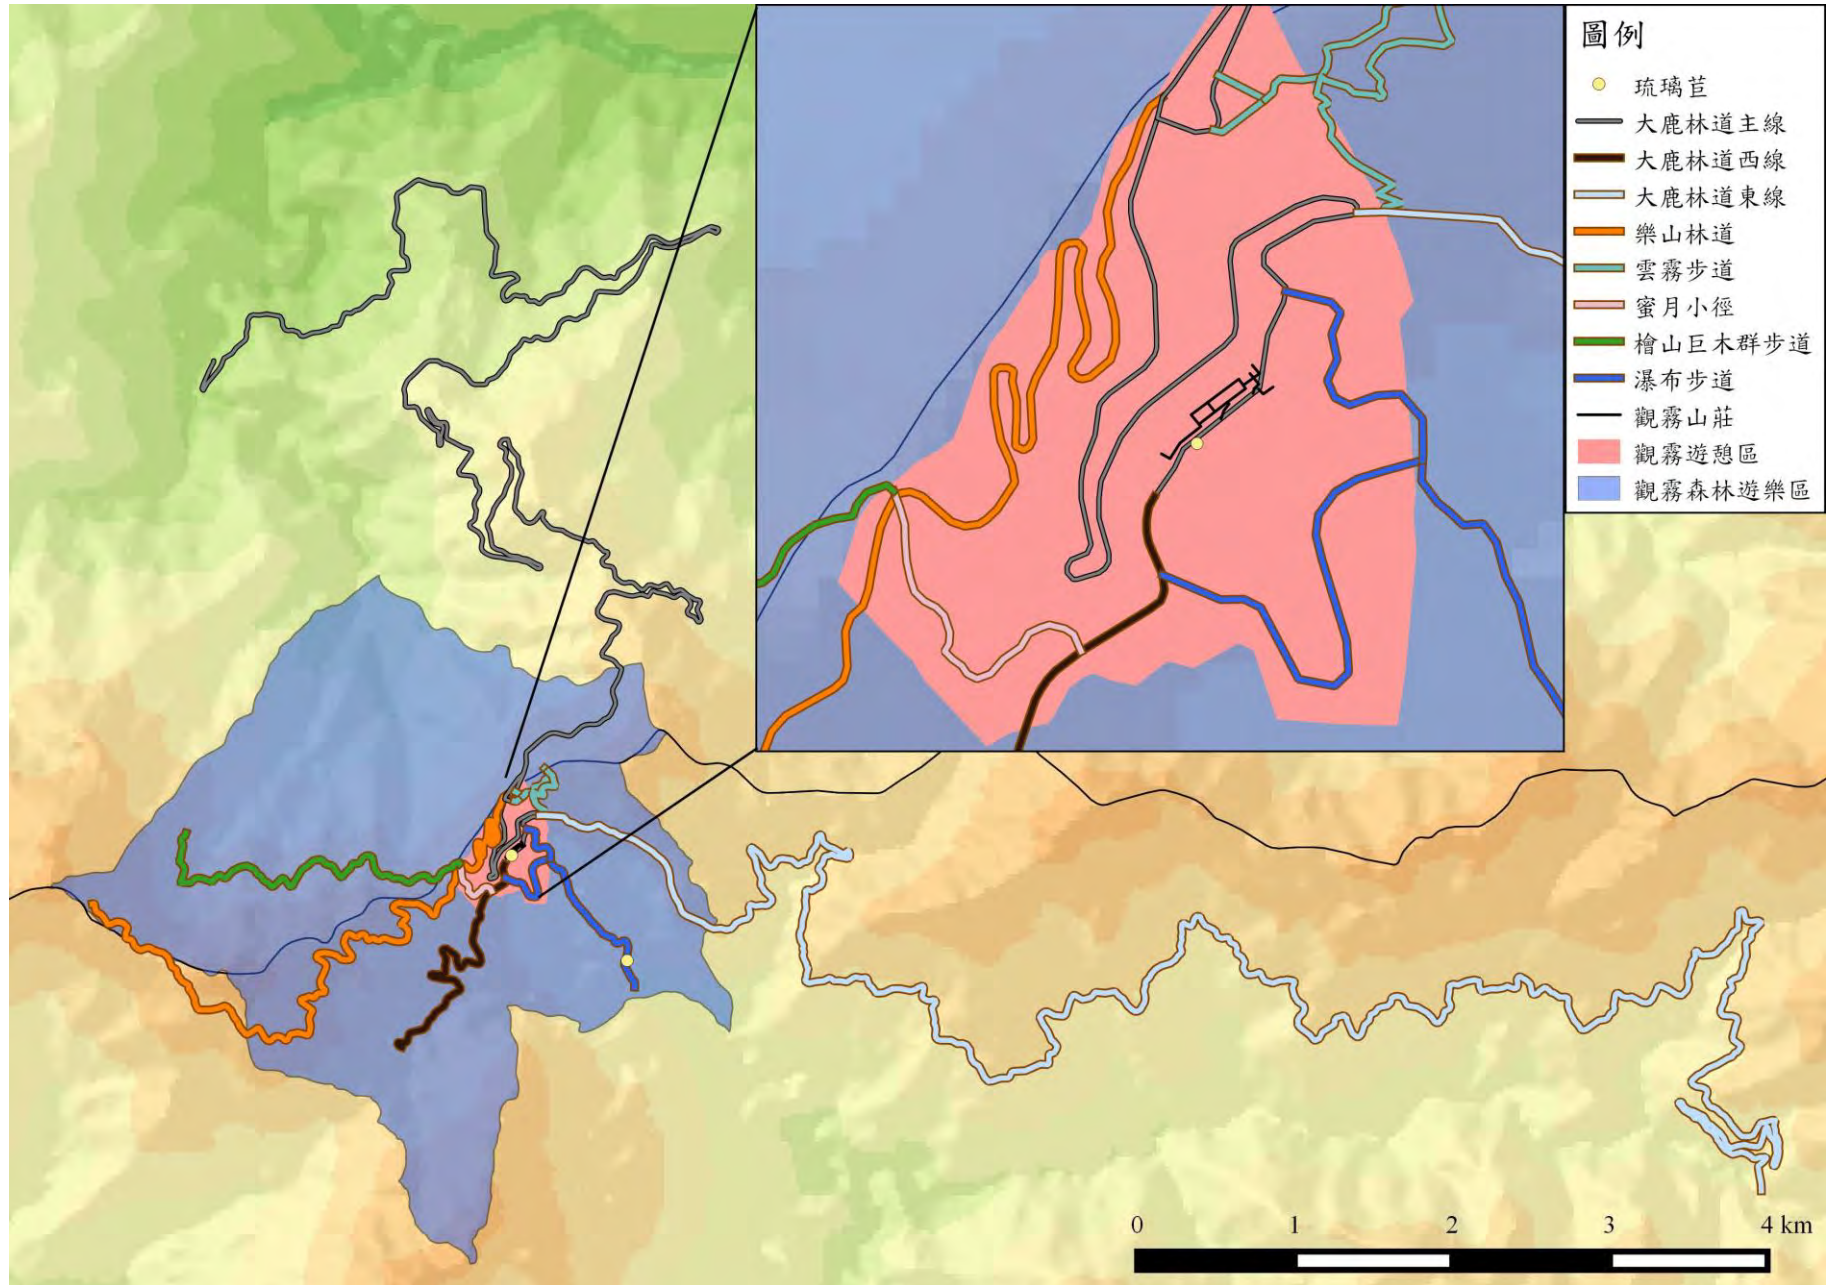 圖例
琉璃苣
大鹿林道主線
大鹿林道西線
大鹿林道東線
樂山林道
雲霧步道
蜜月小徑
檜山巨木群步道
瀑布步道
觀霧山莊
觀霧遊憩區
觀霧森林遊樂區
0 1 2 3 4 km